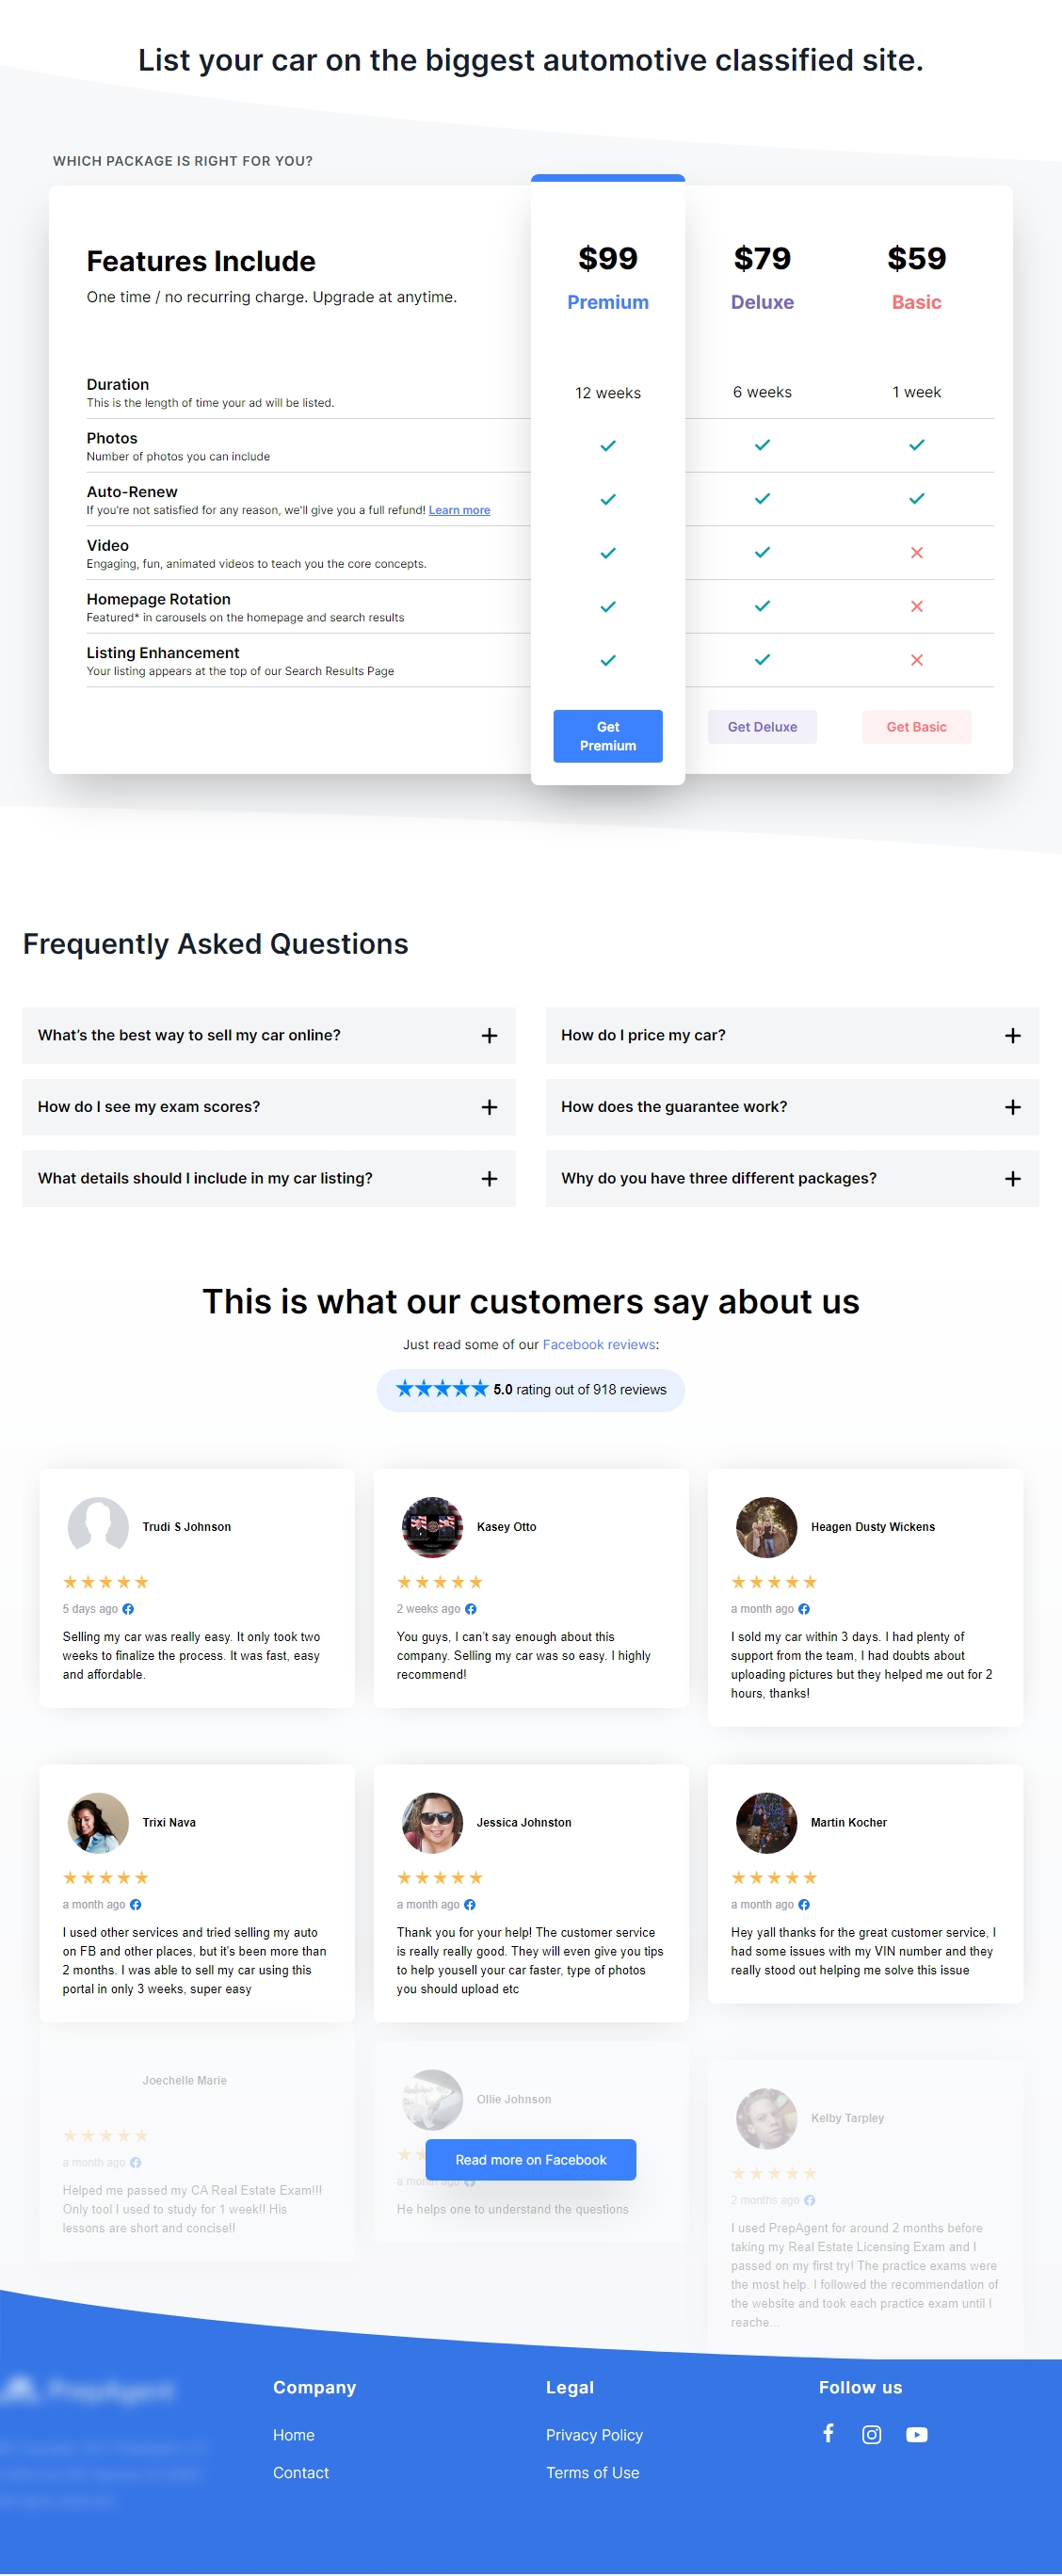 List your car on the biggest automotive classified site.
WHICH PACKAGE IS RIGHT FOR YOU?
Features Include
One time / no recurring charge. Upgrade at anytime.
$99
Premium
$79
Deluxe
$59
Basic
Duration
This is the length of time your ad will be listed.
12 weeks
6 weeks
1 week
Photos
Number of photos you can include
Auto-Renew
If you're not satisfied for any reason, we'll give you a full refund! Learn more
Video
Engaging, fun, animated videos to teach you the core concepts.
Homepage Rotation
Featured* in carousels on the homepage and search results
Listing Enhancement
Your listing appears at the top of our Search Results Page
Get
Premium
Get Deluxe
Get Basic
Frequently Asked Questions
What's the best way to sell my car online?
How do I price my car?
How do I see my exam scores?
How does the guarantee work?
What details should I include in my car listing?
Why do you have three different packages?
This is what our customers say about us
Just read some of our Facebook reviews:
5.0 rating out of 918 reviews
Trudi S Johnson
5 days ago
Selling my car was really easy. It only took two
weeks to finalize the process. It was fast, easy
and affordable.
Kasey Otto
2 weeks ago
You guys, I can't say enough about this
company. Selling my car was so easy. I highly
recommend!
Heagen Dusty Wickens
a month ago
I sold my car within 3 days. I had plenty of
support from the team, I had doubts about
uploading pictures but they helped me out for 2
hours, thanks!
Trixi Nava
a month ago
I used other services and tried selling my auto
on FB and other places, but it's been more than
2 months. I was able to sell my car using this
portal in only 3 weeks, super easy
Jessica Johnston
a month ago
Thank you for your help! The customer service
is really really good. They will even give you tips
to help yousell your car faster, type of photos
you should upload etc
Martin Kocher
a month ago
Hey yall thanks for the great customer service, I
had some issues with my VIN number and they
really stood out helping me solve this issue
Joechelle Marie
a month ago
Helped me passed my CA Real Estate Exam!!!
Only tool I used to study for 1 week!! His
lessons are short and concise!!
Ollie Johnson
Read more on Facebook
a month ago
He helps one to understand the questions
Kelby Tarpley
2 months ago
I used PrepAgent for around 2 months before
taking my Real Estate Licensing Exam and I
passed on my first try! The practice exams were
the most help. I followed the recommendation of
the website and took each practice exam until I
reache...
PrepAgent
Company
Home
Contact
Legal
Privacy Policy
Terms of Use
Follow us